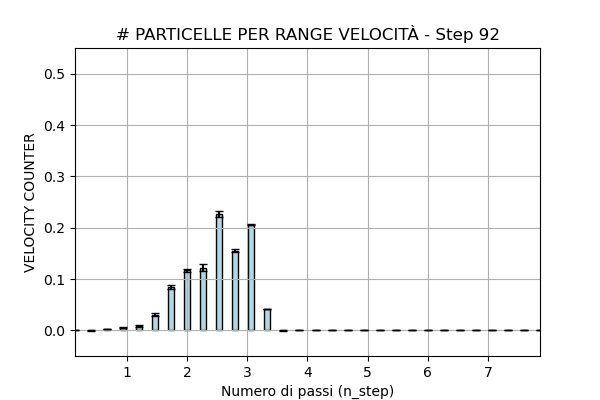 # PARTICELLE PER RANGE VELOCITÀ - Step 92
0.5
0.4
0.3
0.2
0.1
0.0
VELOCITY COUNTER
1 2 3 4 5 6 7
Numero di passi (n_step)